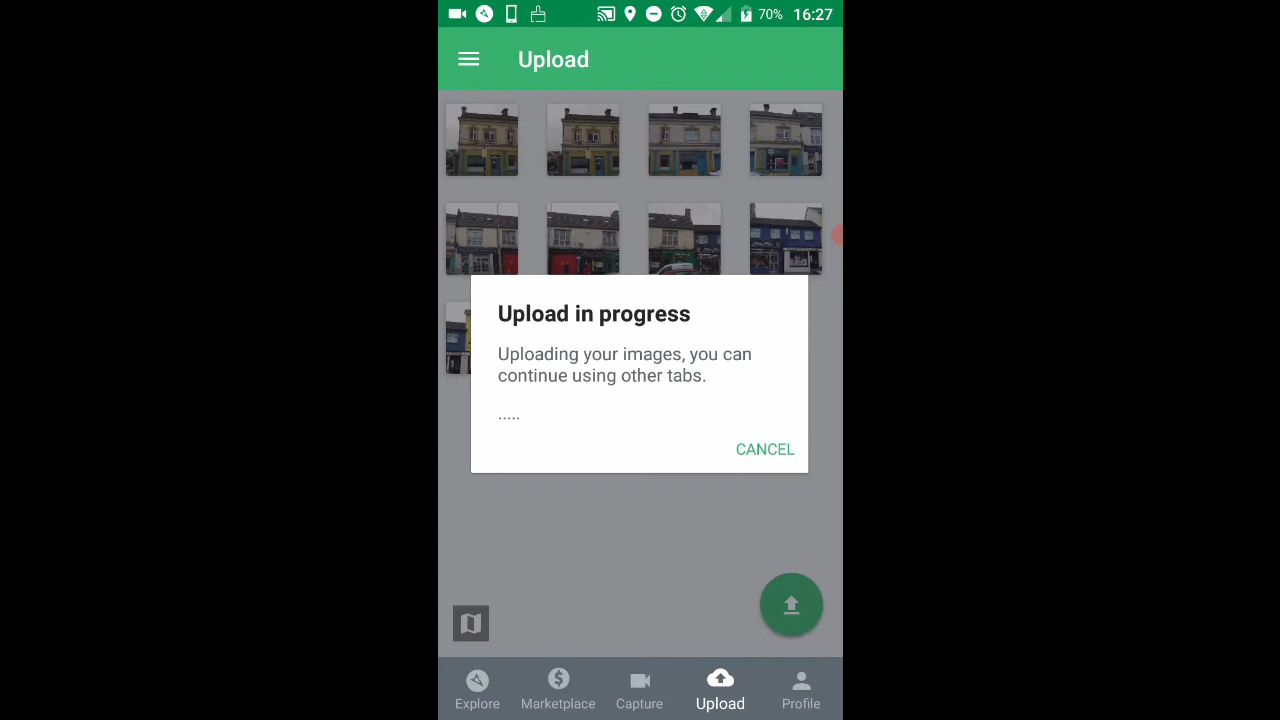 70% 16:27
Upload
Upload in progress
Uploading your images, you can
continue using other tabs.
.....
CANCEL
Explore Marketplace Capture Upload Profile